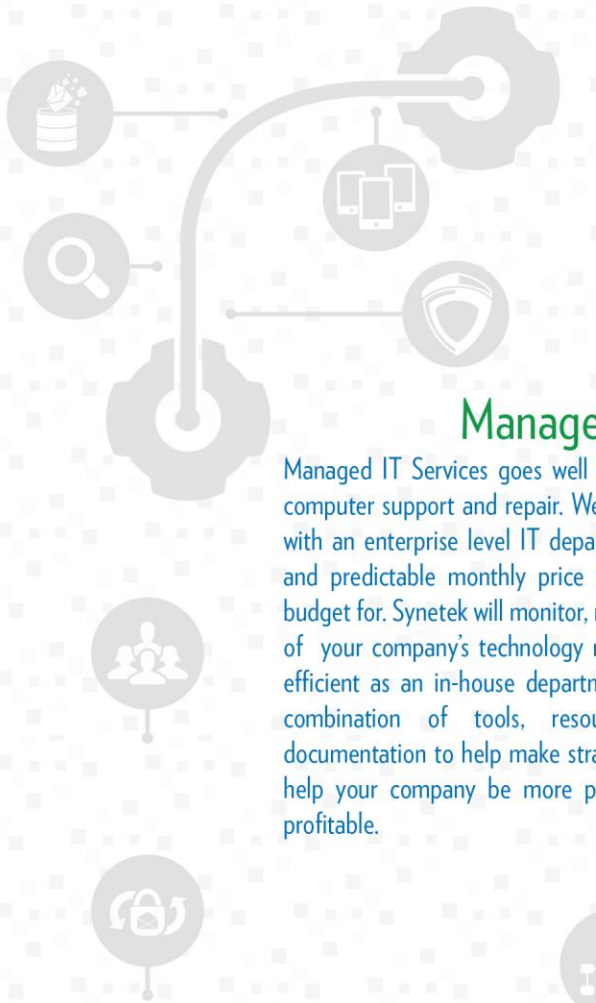 Manage
Managed IT Services goes well
computer support and repair. We
with an enterprise level IT depa
and predictable monthly price
budget for. Synetek will monitor,
of your company's technology
efficient as an in-house departm
combination of tools, resou
documentation to help make stra
help your company be more p
profitable.